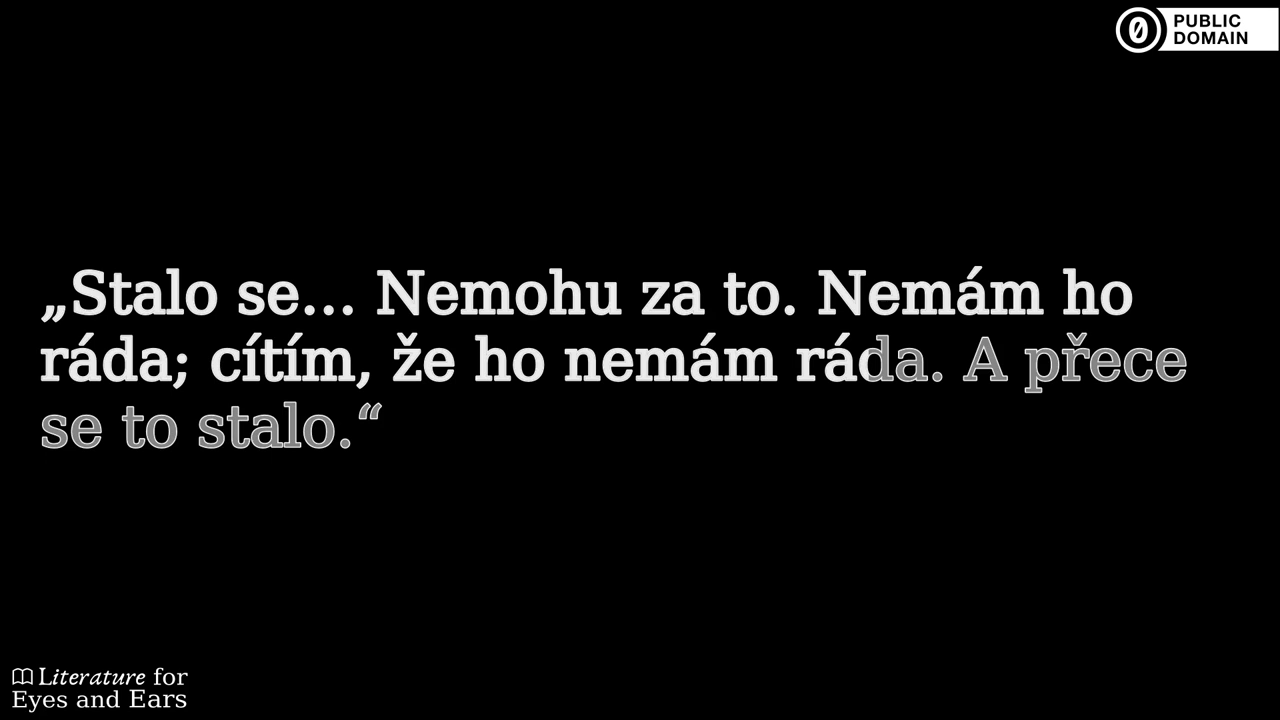 PUBLIC
DOMAIN
„Stalo se… Nemohu za to. Nemám ho
ráda; cítím, že ho nemám ráda. A přece
se to stalo.“
Literature for
Eyes and Ears